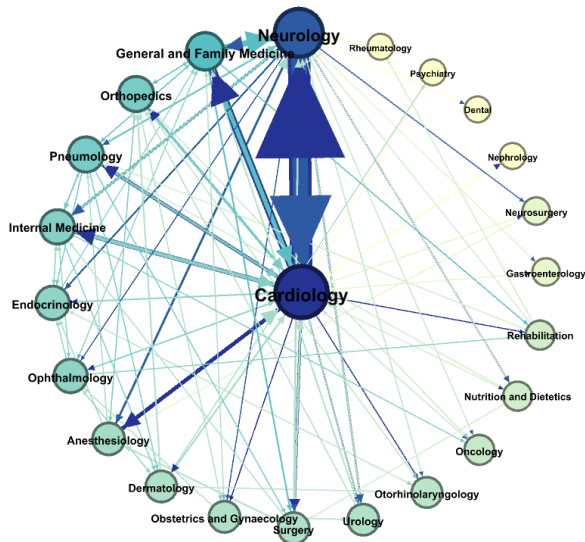 Neurology
Rheumatology
General and Family Medicine
Psychiatry
Orthopedics
Dental
Pneumology
Nephrology
Internal Medicine
Neurosurgery
Gastroenterology
Endocrinology
Cardiology
Rehabilitation
Ophthalmology
Nutrition and Dietetics
Anesthesiology
Oncology
Dermatology
Otorhinolaryngology
Obstetrics and Gynaecology
Surgery
Urology